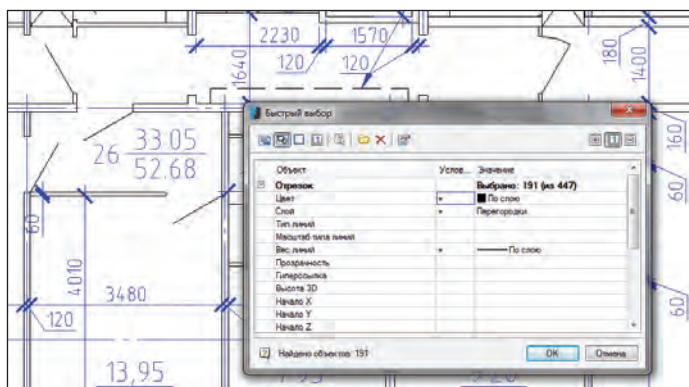 2230
1570
120
120
1640
180
1400
26
33.05
52.68
60
4010
3480
120
13,95
160
60
60
Быстрый выбор
Объект Услов... Значение
Отрезок Выбрано: 191 (из 447)
Цвет = По слою
Слой = Перегородки
Тип линий
Масштаб типа линий
Вес линий = По слою
Прозрачность
Гиперссылка
Высота 3D
Начало X
Начало Y
Начало Z
Найдено объектов: 191
OK Отмена